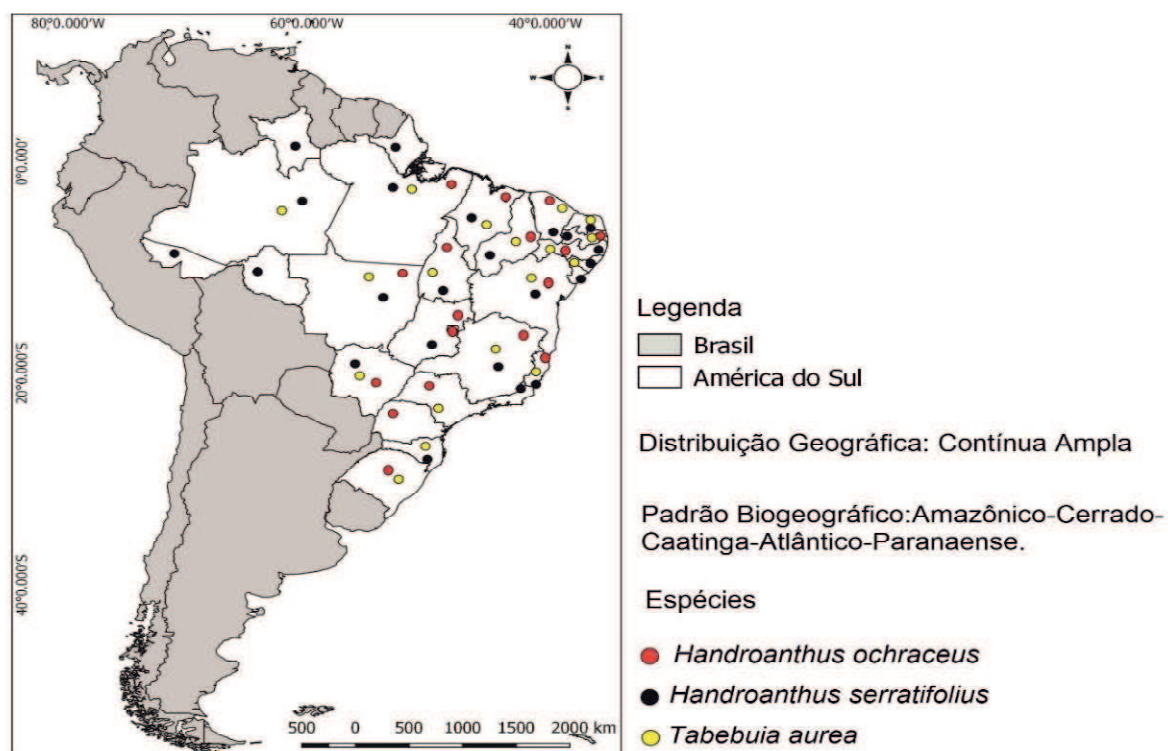 80°0.000'W 60°0.000'W 40°0.000'W
N
W E
S
0°0.000'
20°0.000'S
40°0.000'S
500 0 500 1000 1500 2000 km
Legenda
Brasil
América do Sul
Distribuição Geográfica: Contínua Ampla
Padrão Biogeográfico:Amazônico-Cerrado-
Caatinga-Atlântico-Paranaense.
Espécies
Handroanthus ochraceus
Handroanthus serratifolius
Tabebuia aurea